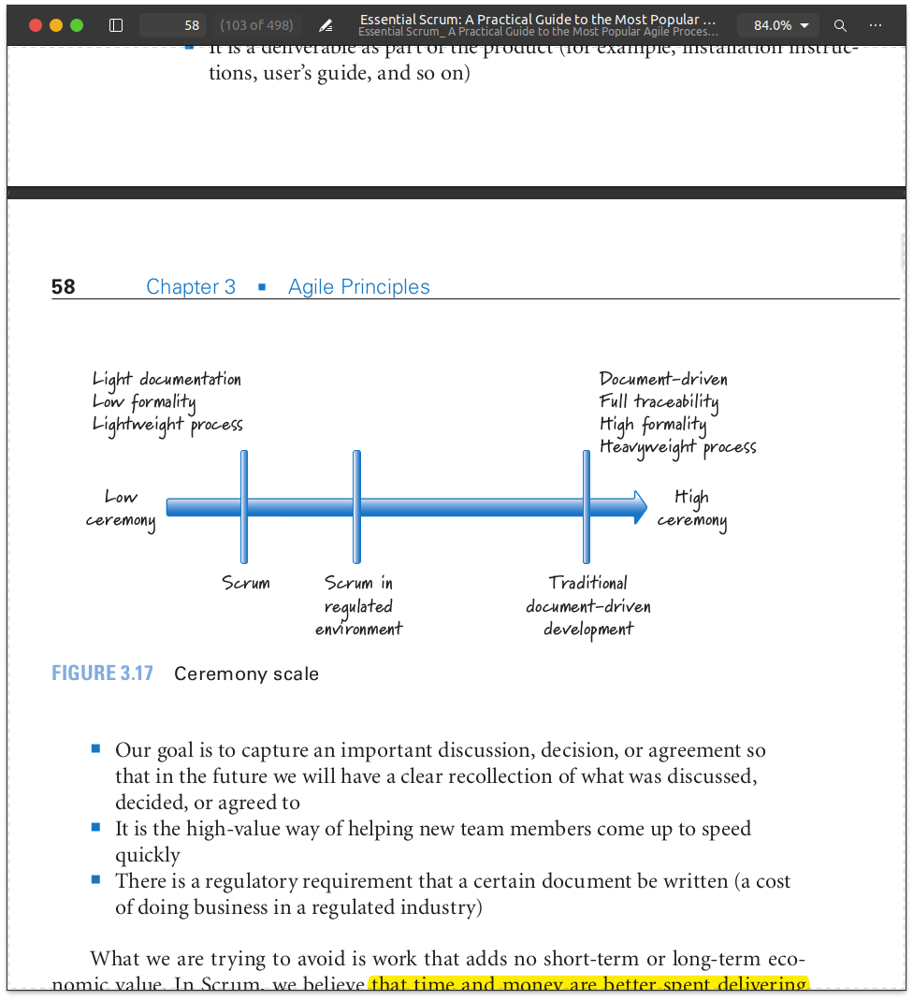 58 (103 of 498) Essential Scrum: A Practical Guide to the Most Popular ... 84.0%
Essential Scrum_ A Practical Guide to the Most Popular Agile Proces...
It is a deliverable as part of the product (for example, installation instruc-
tions, user's guide, and so on)
58 Chapter 3 ■ Agile Principles
Light documentation
Low formality
Lightweight process
Document-driven
Full traceability
High formality
Heavyweight process
Low
ceremony
High
ceremony
Scrum
Scrum in
regulated
environment
Traditional
document-driven
development
FIGURE 3.17 Ceremony scale
■ Our goal is to capture an important discussion, decision, or agreement so
that in the future we will have a clear recollection of what was discussed,
decided, or agreed to
■ It is the high-value way of helping new team members come up to speed
quickly
■ There is a regulatory requirement that a certain document be written (a cost
of doing business in a regulated industry)
What we are trying to avoid is work that adds no short-term or long-term eco-
nomic value. In Scrum, we believe that time and money are better spent delivering